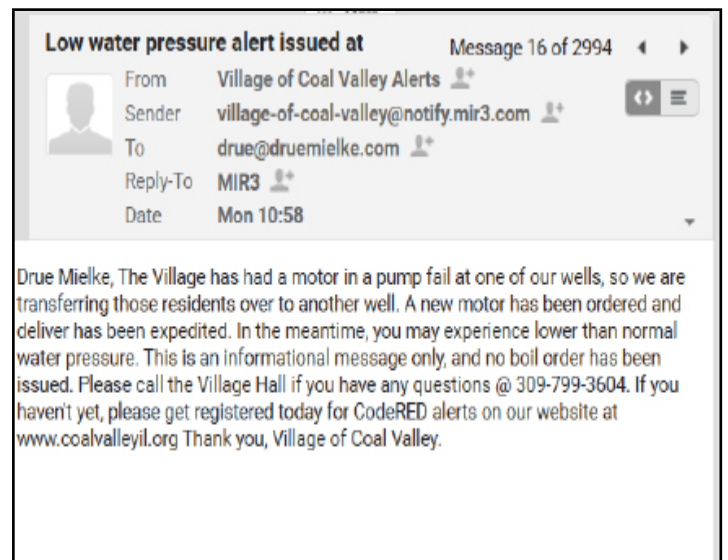 Low water pressure alert issued at
Message 16 of 2994
From Village of Coal Valley Alerts
Sender village-of-coal-valley@notify.mir3.com
To drue@druemielke.com
Reply-To MIR3
Date Mon 10:58
Drue Mielke, The Village has had a motor in a pump fail at one of our wells, so we are
transferring those residents over to another well. A new motor has been ordered and
deliver has been expedited. In the meantime, you may experience lower than normal
water pressure. This is an informational message only, and no boil order has been
issued. Please call the Village Hall if you have any questions @ 309-799-3604. If you
haven't yet, please get registered today for CodeRED alerts on our website at
www.coalvalleyil.org Thank you, Village of Coal Valley.